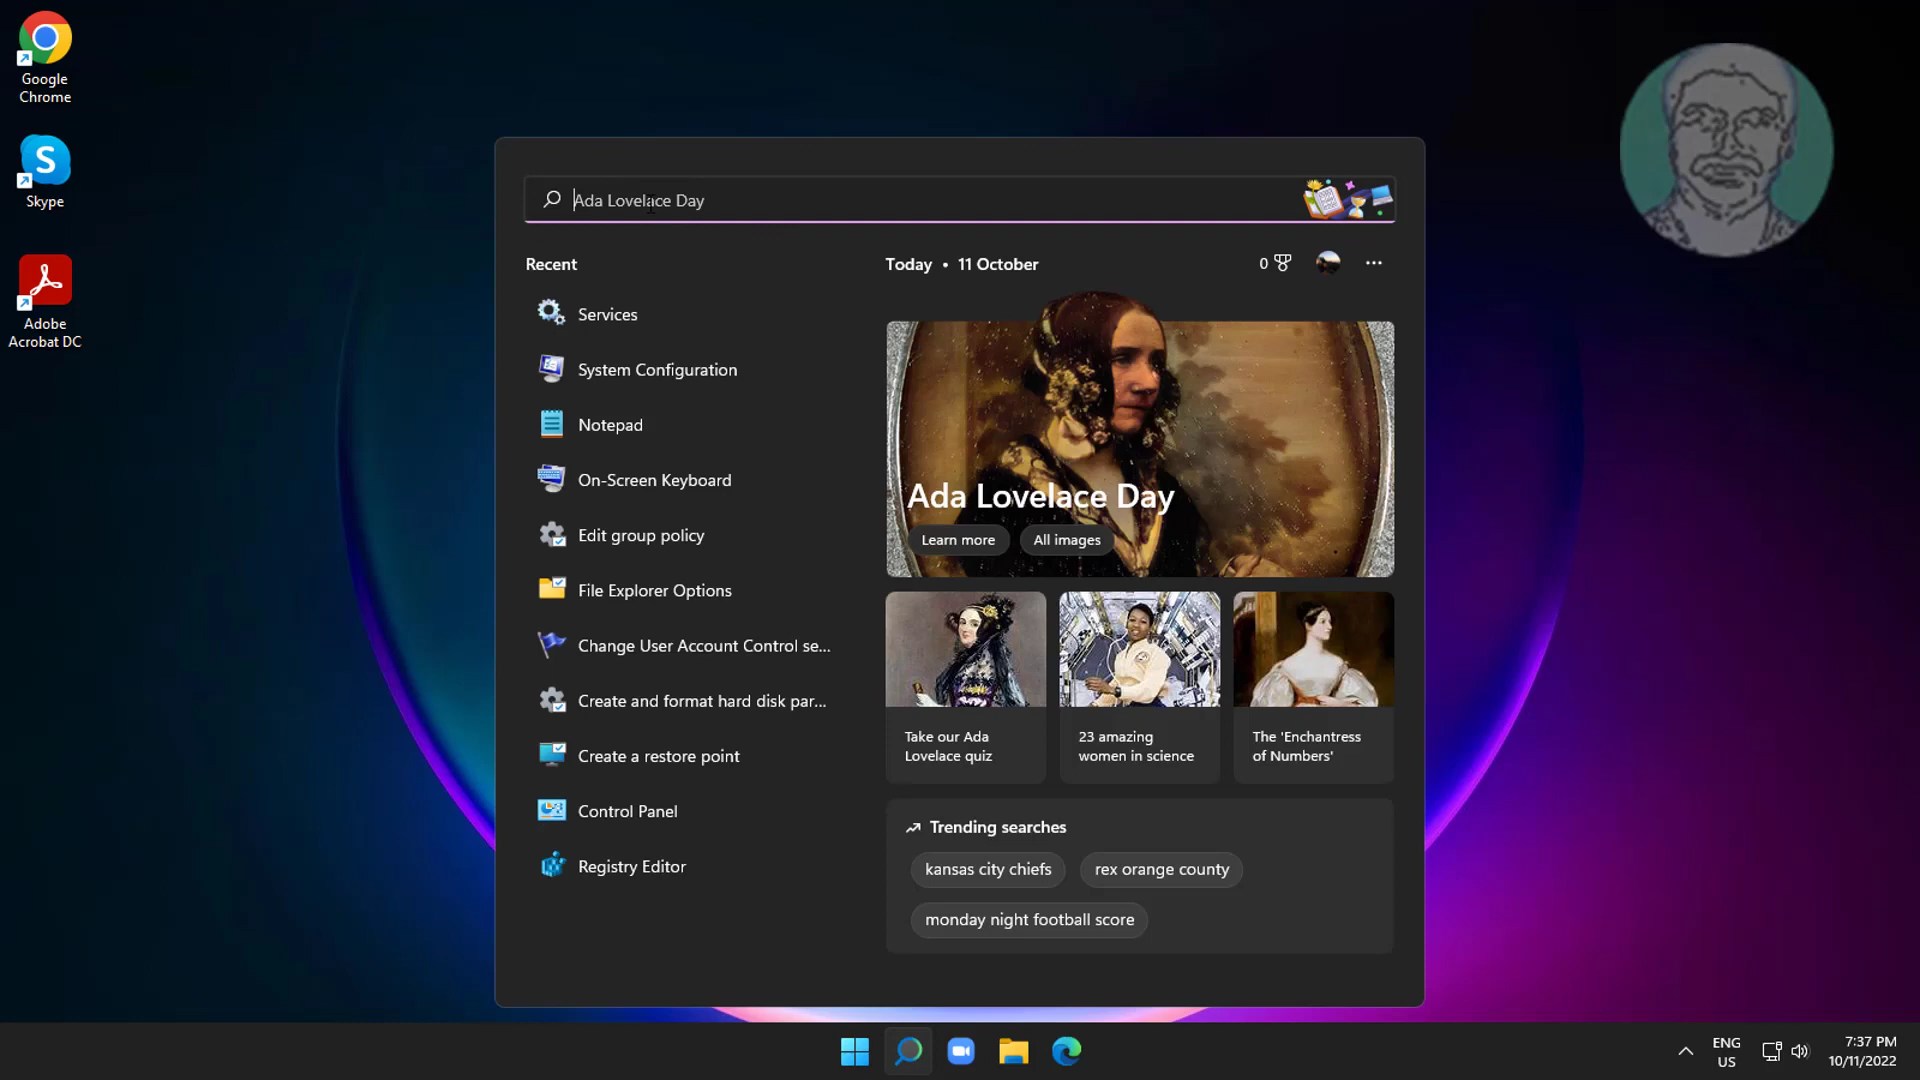 Google
Chrome
Skype
Adobe
Acrobat DC
Ada Lovelace Day
Recent
Services
System Configuration
Notepad
On-Screen Keyboard
Edit group policy
File Explorer Options
Change User Account Control se...
Create and format hard disk par...
Create a restore point
Control Panel
Registry Editor
Today • 11 October
0
Ada Lovelace Day
Learn more
All images
Take our Ada
Lovelace quiz
23 amazing
women in science
The 'Enchantress
of Numbers'
Trending searches
kansas city chiefs
rex orange county
monday night football score
ENG
US
7:37 PM
10/11/2022